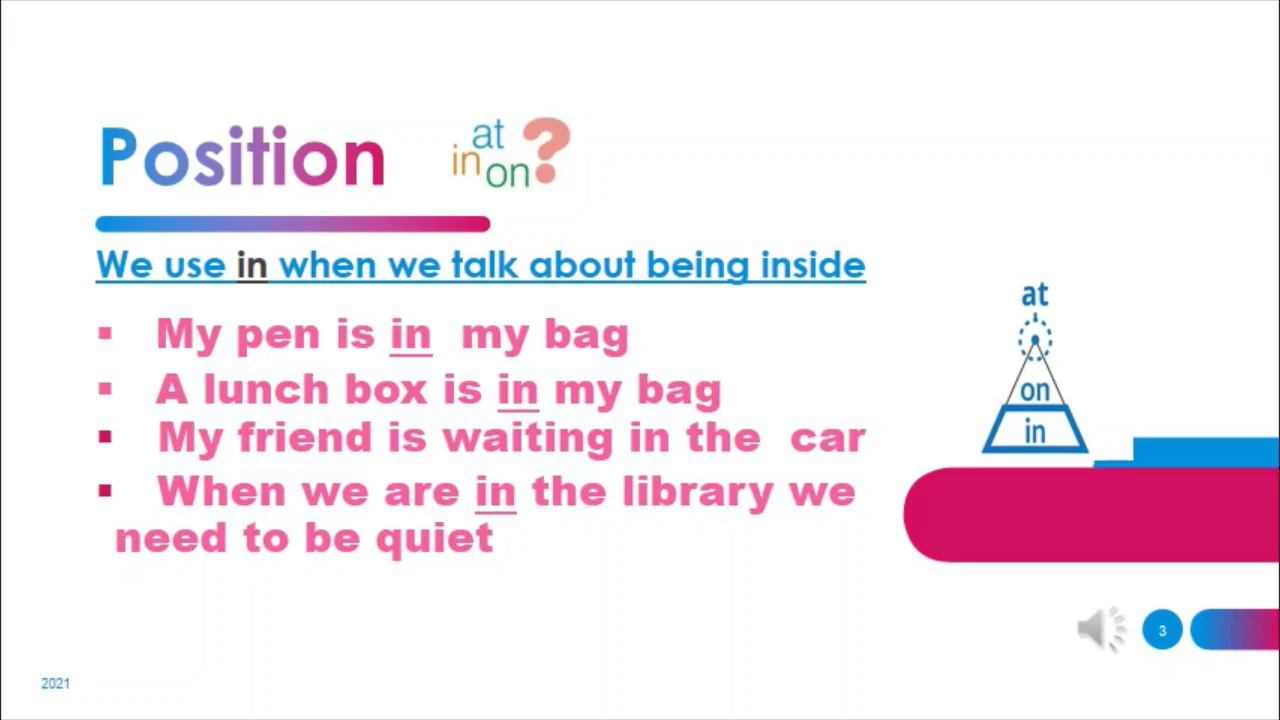 Position
at
in on ?
We use in when we talk about being inside
▪ My pen is in my bag
▪ A lunch box is in my bag
▪ My friend is waiting in the car
▪ When we are in the library we
need to be quiet
at
on
in
3
2021